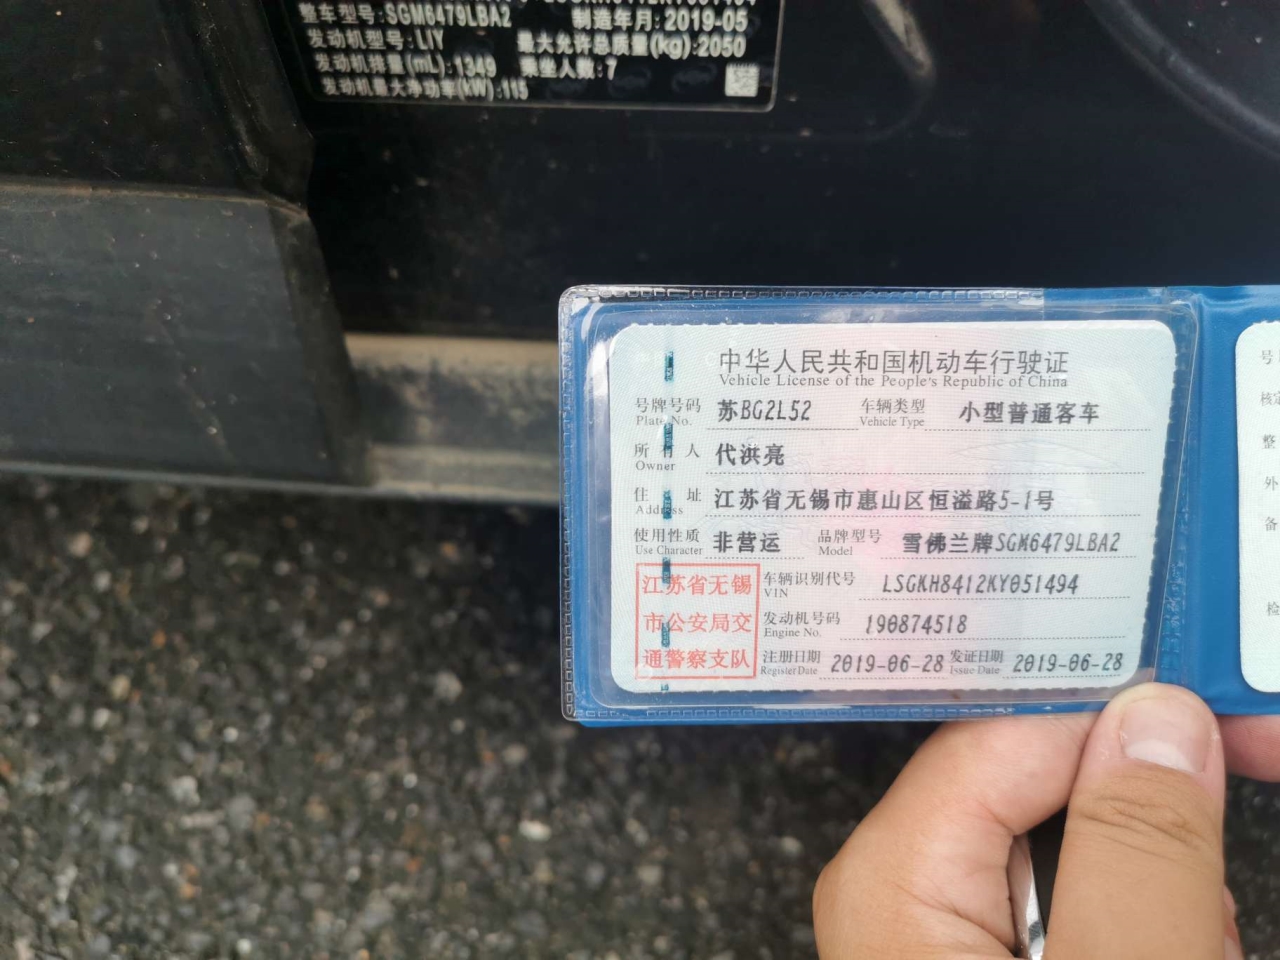 整车型号:SGM6479LBA2 制造年月:2019-05
发动机型号:LIY 最大允许总质量(kg):2050
发动机排量(mL):1349 乘坐人数:7
发动机最大净功率(kW):115
中华人民共和国机动车行驶证
Vehicle License of the People's Republic of China
号牌号码 苏BG2L52 车辆类型 小型普通客车
Plate No. Vehicle Type
所有人 代洪亮
Owner
住址 江苏省无锡市惠山区恒溢路5-1号
Address
使用性质 非营运 品牌型号 雪佛兰牌SGM6479LBA2
Use Character Model
江苏省无锡 车辆识别代号 LSGKH8412KY051494
VIN
市公安局交 发动机号码 190874518
Engine No.
通警察支队 注册日期 2019-06-28 发证日期 2019-06-28
Register Date Issue Date
号
核定
整
外
备
检